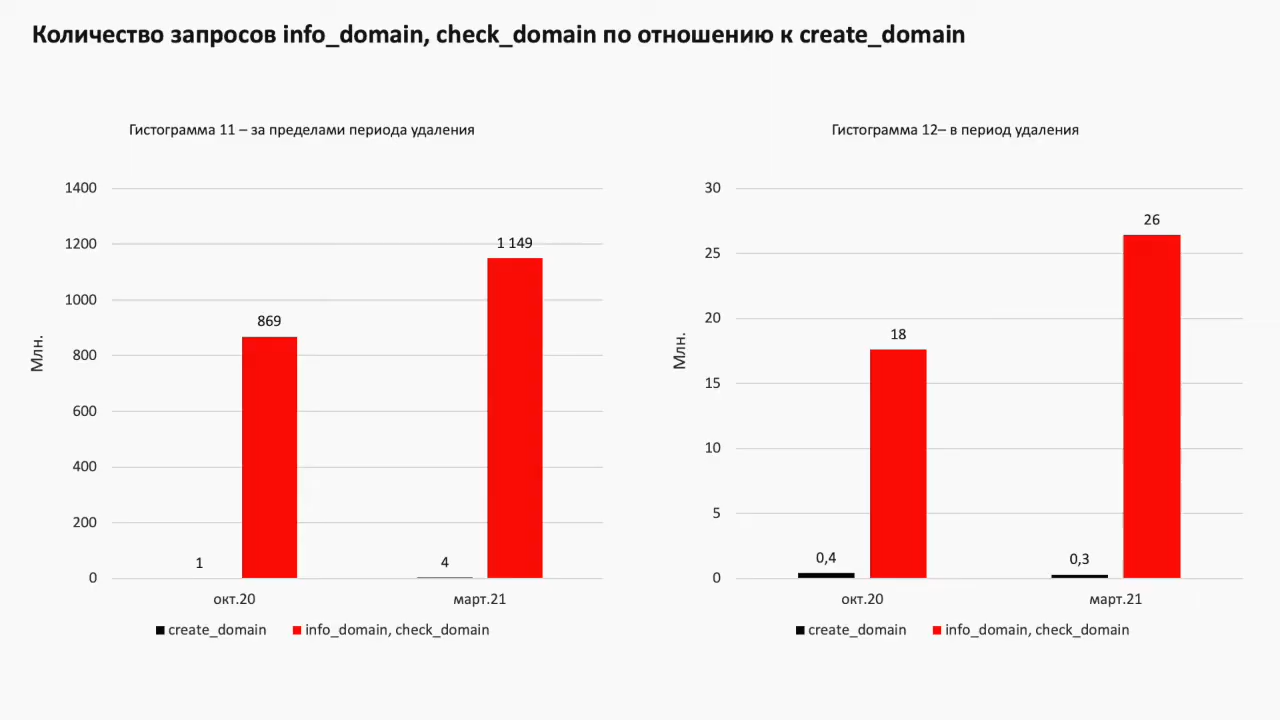 Количество запросов info_domain, check_domain по отношению к create_domain
Гистограмма 11 – за пределами периода удаления
Млн.
1400
1200
1000
800
600
400
200
0
1
869
4
1 149
окт.20
март.21
create_domain
info_domain, check_domain
Гистограмма 12– в период удаления
Млн.
30
25
20
15
10
5
0
0,4
18
0,3
26
окт.20
март.21
create_domain
info_domain, check_domain